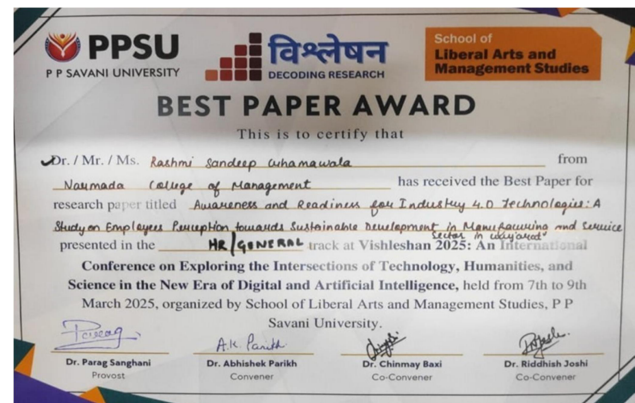 PPSU
P P SAVANI UNIVERSITY
विश्लेषन
DECODING RESEARCH
School of
Liberal Arts and
Management Studies
BEST PAPER AWARD
This is to certify that
Dr. / Mr. / Ms. Rashmi Sandeep Ghamawala from
Narmada College of Management has received the Best Paper for
research paper titled Awareness and Readiness for Industry 4.0 Technologies: A
Study on Employees Perception towards Sustainable Development in Manufacturing and Service
Sector in
presented in the HR/GENERAL track at Vishleshan 2025: An International
Conference on Exploring the Intersections of Technology, Humanities, and
Science in the New Era of Digital and Artificial Intelligence, held from 7th to 9th
March 2025, organized by School of Liberal Arts and Management Studies, P P
Savani University.
Parag
A.K. Parikh
Dr. Parag Sanghani
Provost
Dr. Abhishek Parikh
Convener
Dr. Chinmay Baxi
Co-Convener
Dr. Riddhish Joshi
Co-Convener